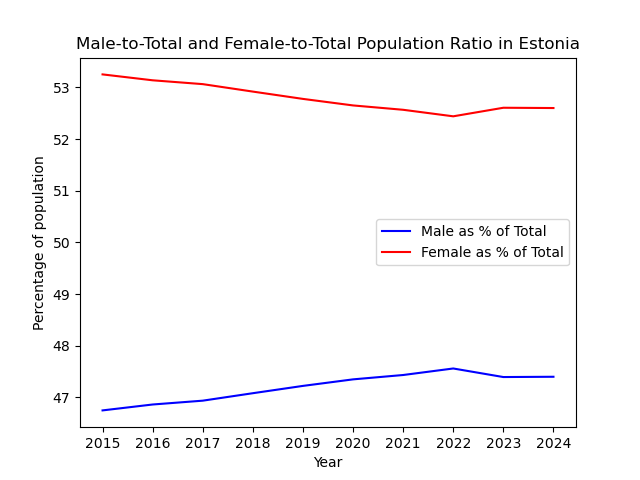 Male-to-Total and Female-to-Total Population Ratio in Estonia
Percentage of population
53
52
51
50
49
48
47
Male as % of Total
Female as % of Total
2015 2016 2017 2018 2019 2020 2021 2022 2023 2024
Year